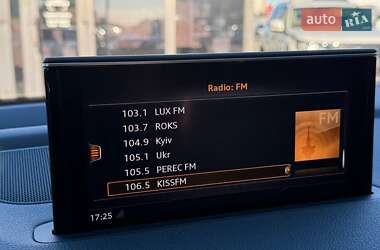 auto RIA
Radio: FM
103.1 LUX FM
103.7 ROKS
104.9 Kyiv
105.1 Ukr
105.5 PEREC FM
106.5 KISSFM
FM
17:25